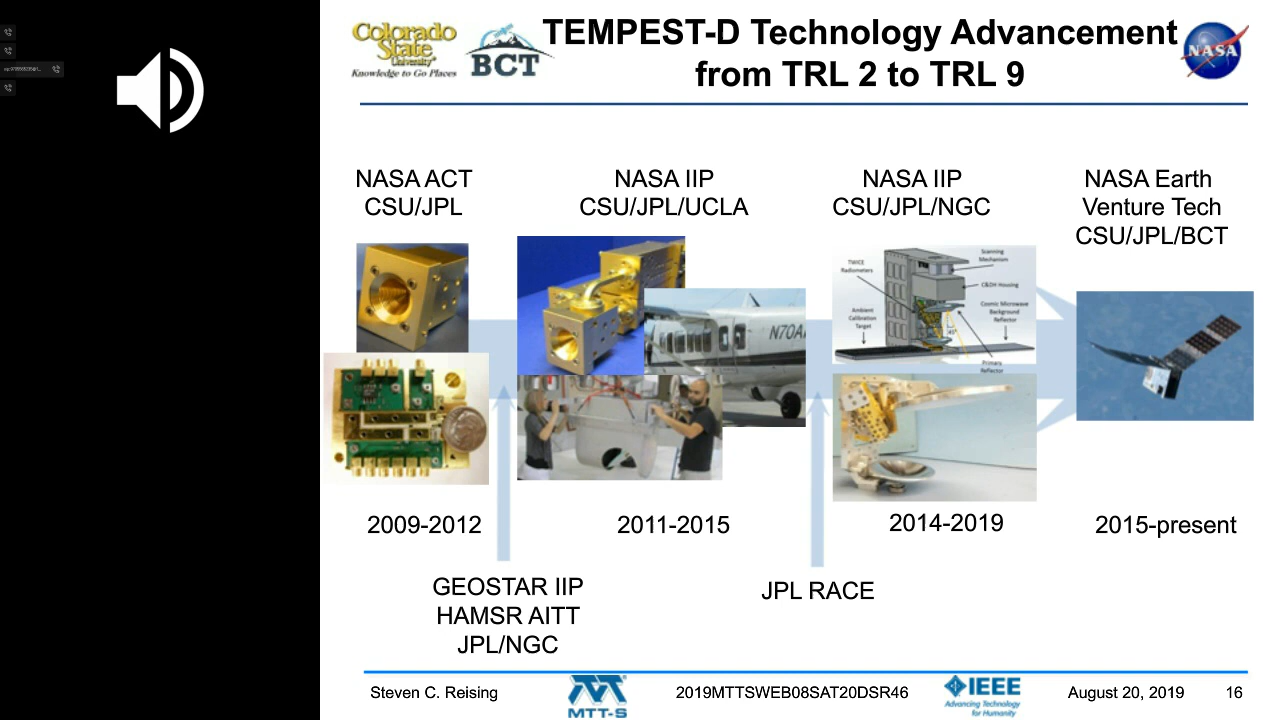 Colorado
State
University
Knowledge to Go Places
BCT
TEMPEST-D Technology Advancement
from TRL 2 to TRL 9
NASA
NASA ACT
CSU/JPL
NASA IIP
CSU/JPL/UCLA
NASA IIP
CSU/JPL/NGC
NASA Earth
Venture Tech
CSU/JPL/BCT
N70A
TWICE
Radiometers
Scanning
Mechanism
C&DH Housing
Ambient
Calibration
Target
Cosmic Microwave
Background
Reflector
Primary
Reflector
2009-2012
2011-2015
2014-2019
2015-present
GEOSTAR IIP
HAMSR AITT
JPL/NGC
JPL RACE
Steven C. Reising
MTT-S
2019MTTSWEB08SAT20DSR46
IEEE
Advancing Technology
for Humanity
August 20, 2019
16